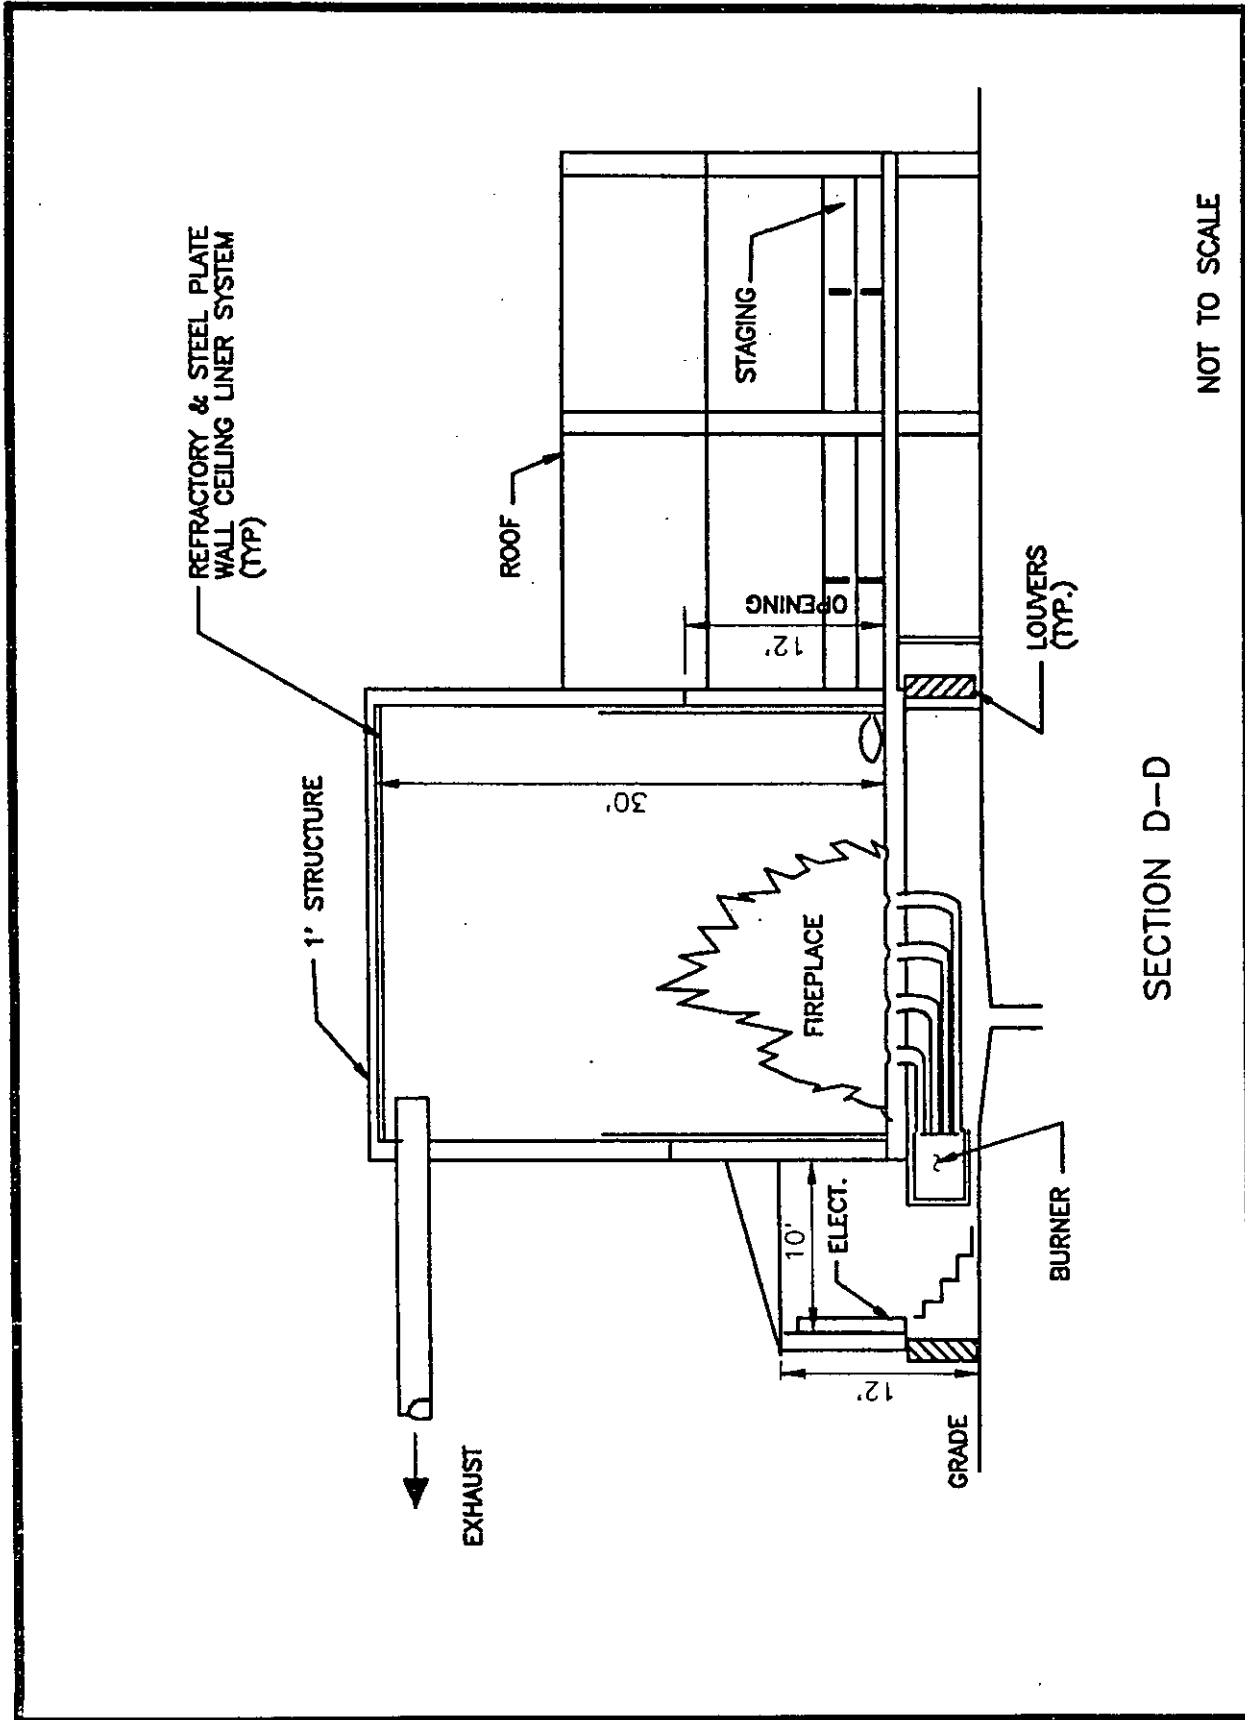 REFRACTORY & STEEL PLATE
WALL CEILING LINER SYSTEM
(TYP)
1' STRUCTURE
ROOF
EXHAUST
STAGING
12'
OPENING
30'
FIREPLACE
10'
ELECT.
12'
GRADE
BURNER
LOUVERS
(TYP.)
SECTION D-D
NOT TO SCALE